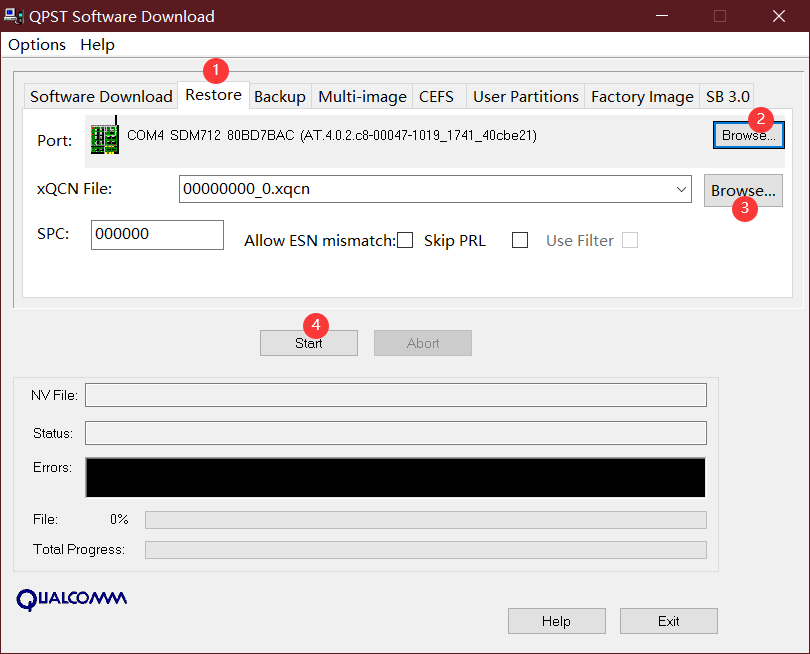 QPST Software Download
Options Help
1
Software Download Restore Backup Multi-image CEFS User Partitions Factory Image SB 3.0
2
Port: COM4 SDM712 80BD7BAC (AT.4.0.2.c8-00047-1019_1741_40cbe21) Browse...
xQCN File: 00000000_0.xqcn Browse...
3
SPC: 000000 Allow ESN mismatch: Skip PRL Use Filter
4
Start Abort
NV File:
Status:
Errors:
File: 0%
Total Progress:
QUALCOMM
Help Exit